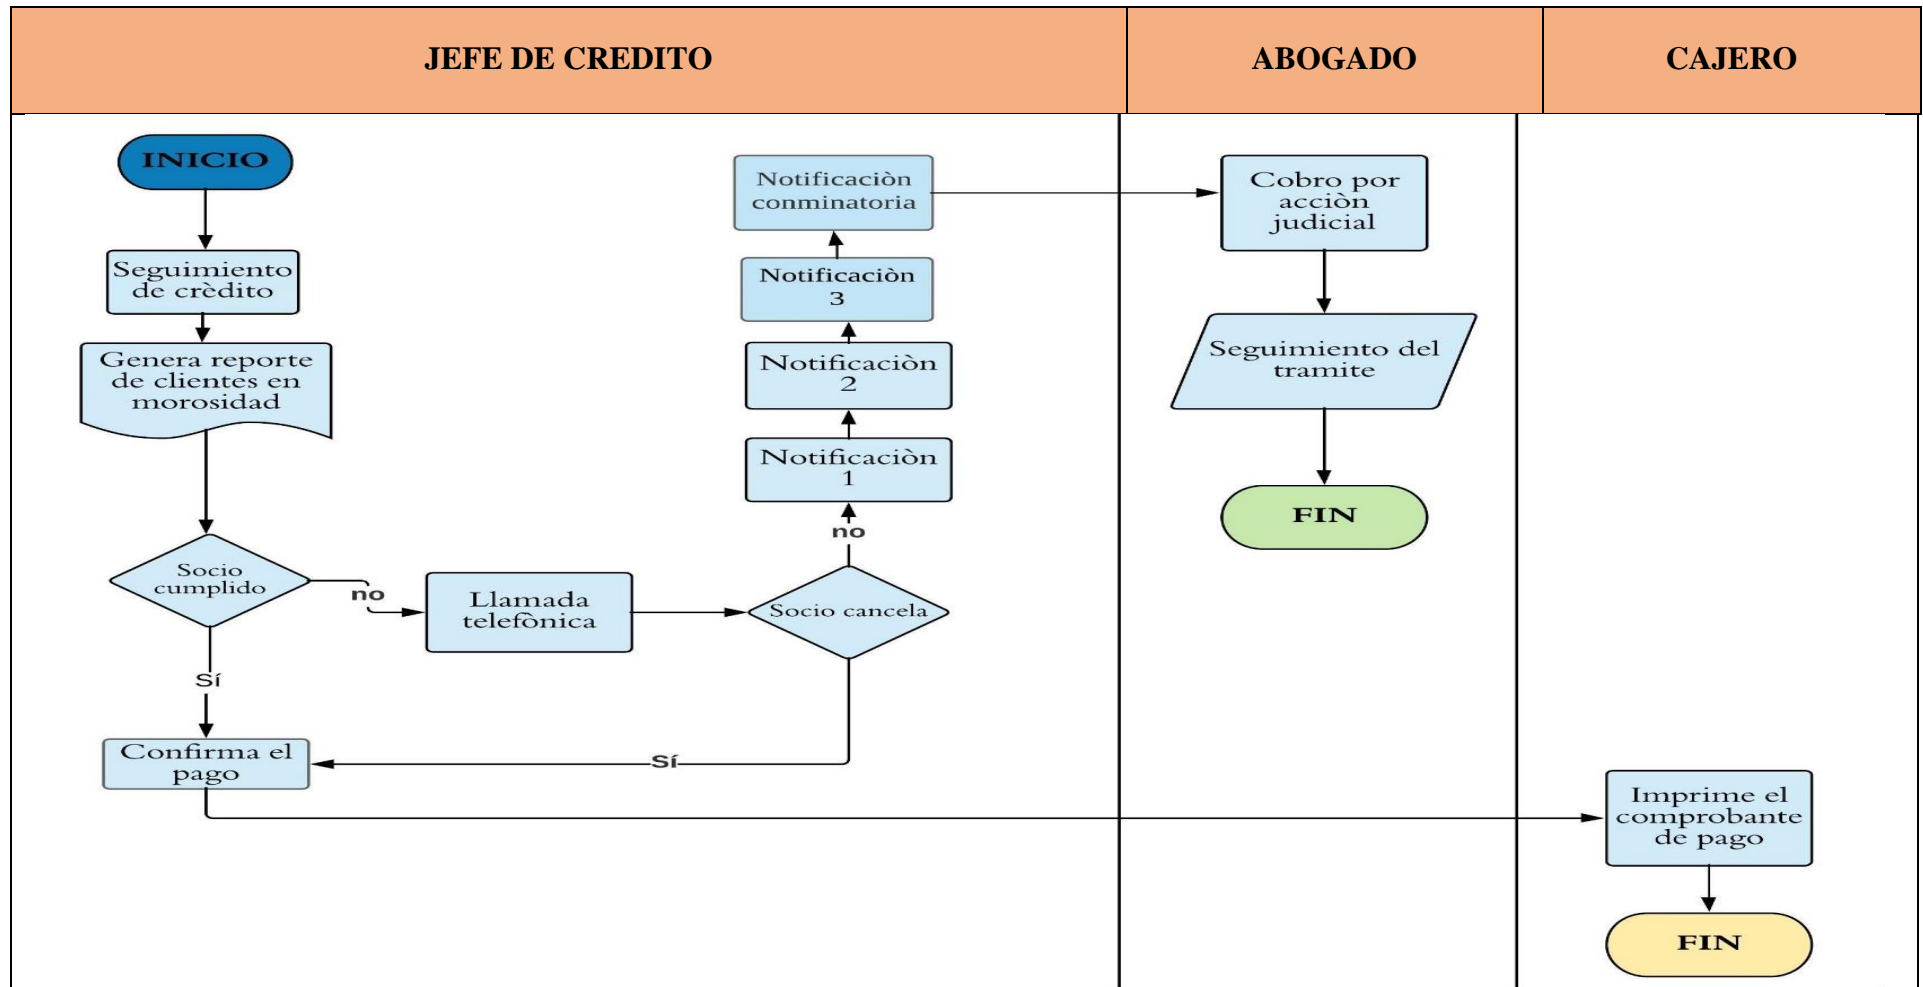 JEFE DE CREDITO
ABOGADO
CAJERO
INICIO
Seguimiento
de crèdito
Genera reporte
de clientes en
morosidad
Socio
cumplido
no
Llamada
telefònica
Socio cancela
no
Notificaciòn
1
Notificaciòn
2
Notificaciòn
3
Notificaciòn
conminatoria
Sí
Sí
Confirma el
pago
Cobro por
acciòn
judicial
Seguimiento del
tramite
FIN
Imprime el
comprobante
de pago
FIN